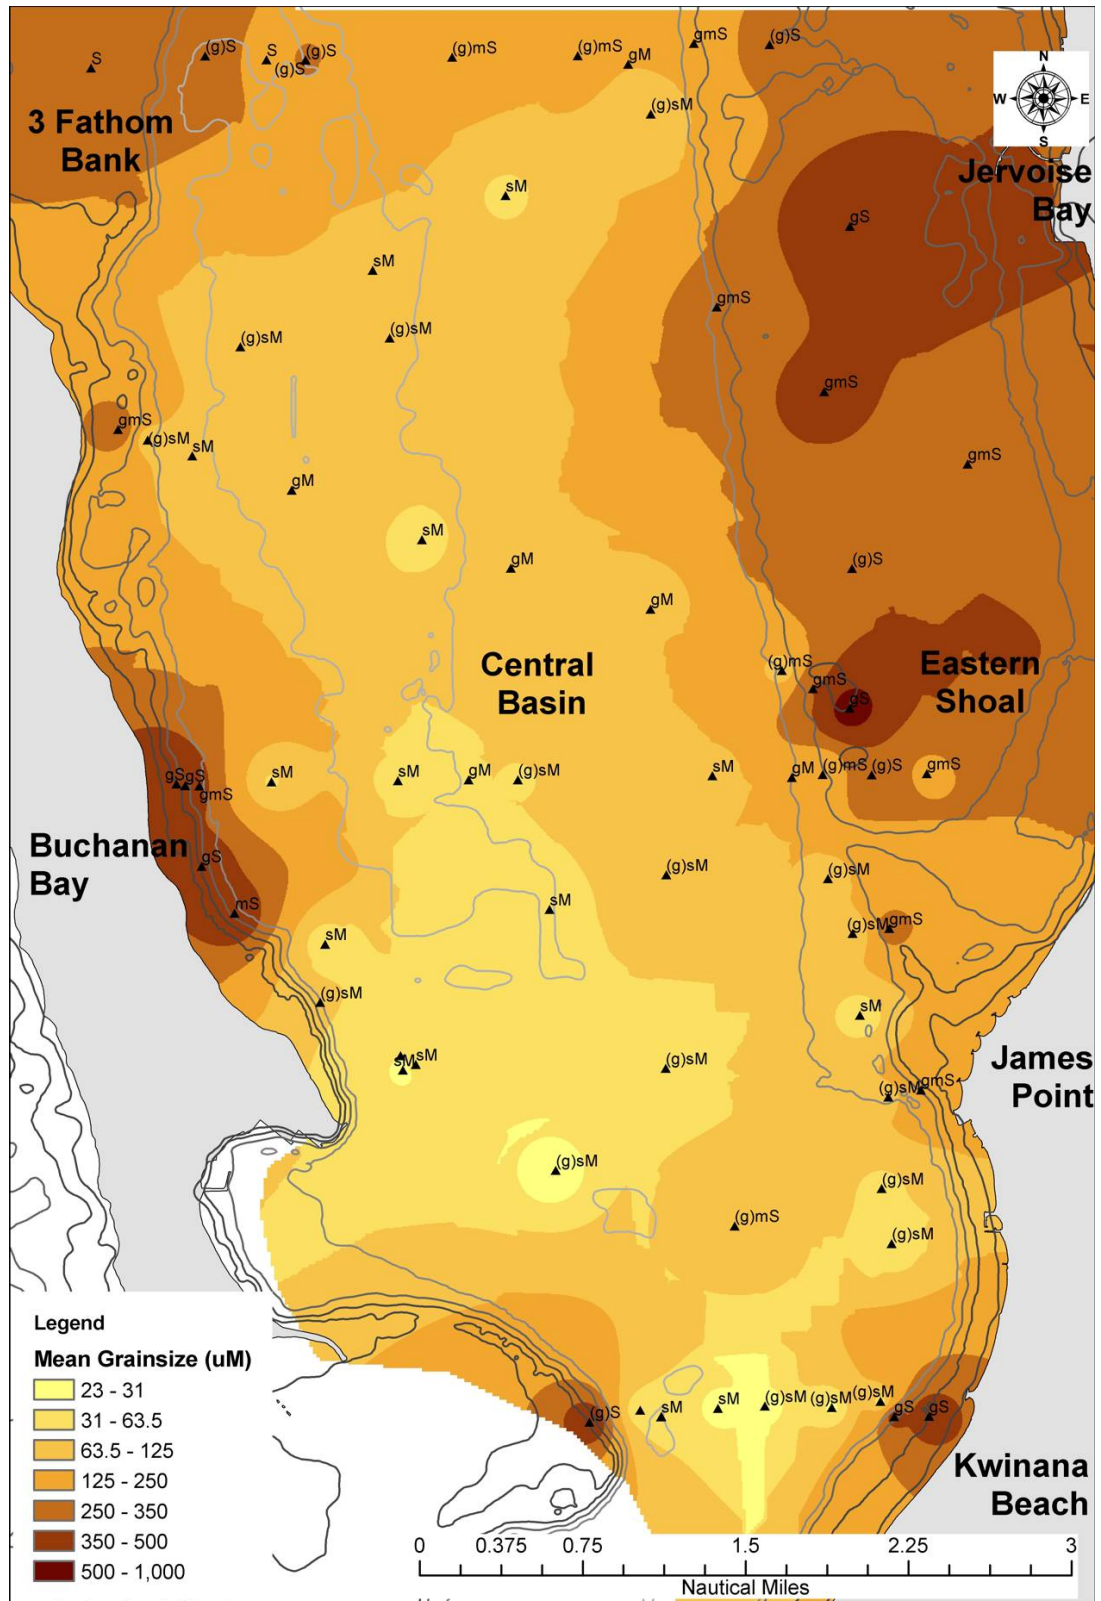 S
(g)S
S
(g)S
(g)S
(g)mS
(g)mS
gM
gmS
(g)S
N
W
E
S
(g)sM
3 Fathom
Bank
Jervoise
Bay
sM
gS
sM
gmS
(g)sM
(g)sM
gmS
gmS
(g)sM
sM
gmS
gM
sM
gM
(g)S
gM
Central
Basin
(g)mS
gmS
gS
Eastern
Shoal
gS
gS
gmS
sM
sM
gM
(g)sM
sM
gM
(g)mS
(g)S
gmS
Buchanan
Bay
gS
mS
(g)sM
(g)sM
sM
(g)sM
gmS
sM
(g)sM
sM
sM
sM
(g)sM
James
Point
(g)sM
gmS
(g)sM
(g)sM
(g)mS
(g)sM
Legend
Mean Grainsize (uM)
23 - 31
31 - 63.5
63.5 - 125
125 - 250
250 - 350
350 - 500
500 - 1,000
(g)S
sM
sM
(g)sM
(g)sM
(g)sM
gS
gS
Kwinana
Beach
0
0.375
0.75
1.5
2.25
3
Nautical Miles